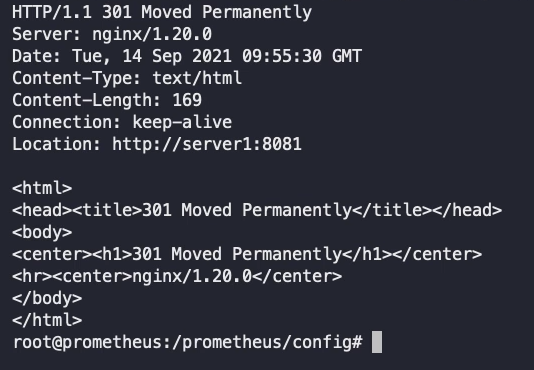 HTTP/1.1 301 Moved Permanently
Server: nginx/1.20.0
Date: Tue, 14 Sep 2021 09:55:30 GMT
Content-Type: text/html
Content-Length: 169
Connection: keep-alive
Location: http://server1:8081

<html>
<head><title>301 Moved Permanently</title></head>
<body>
<center><h1>301 Moved Permanently</h1></center>
<hr><center>nginx/1.20.0</center>
</body>
</html>
root@prometheus:/prometheus/config#